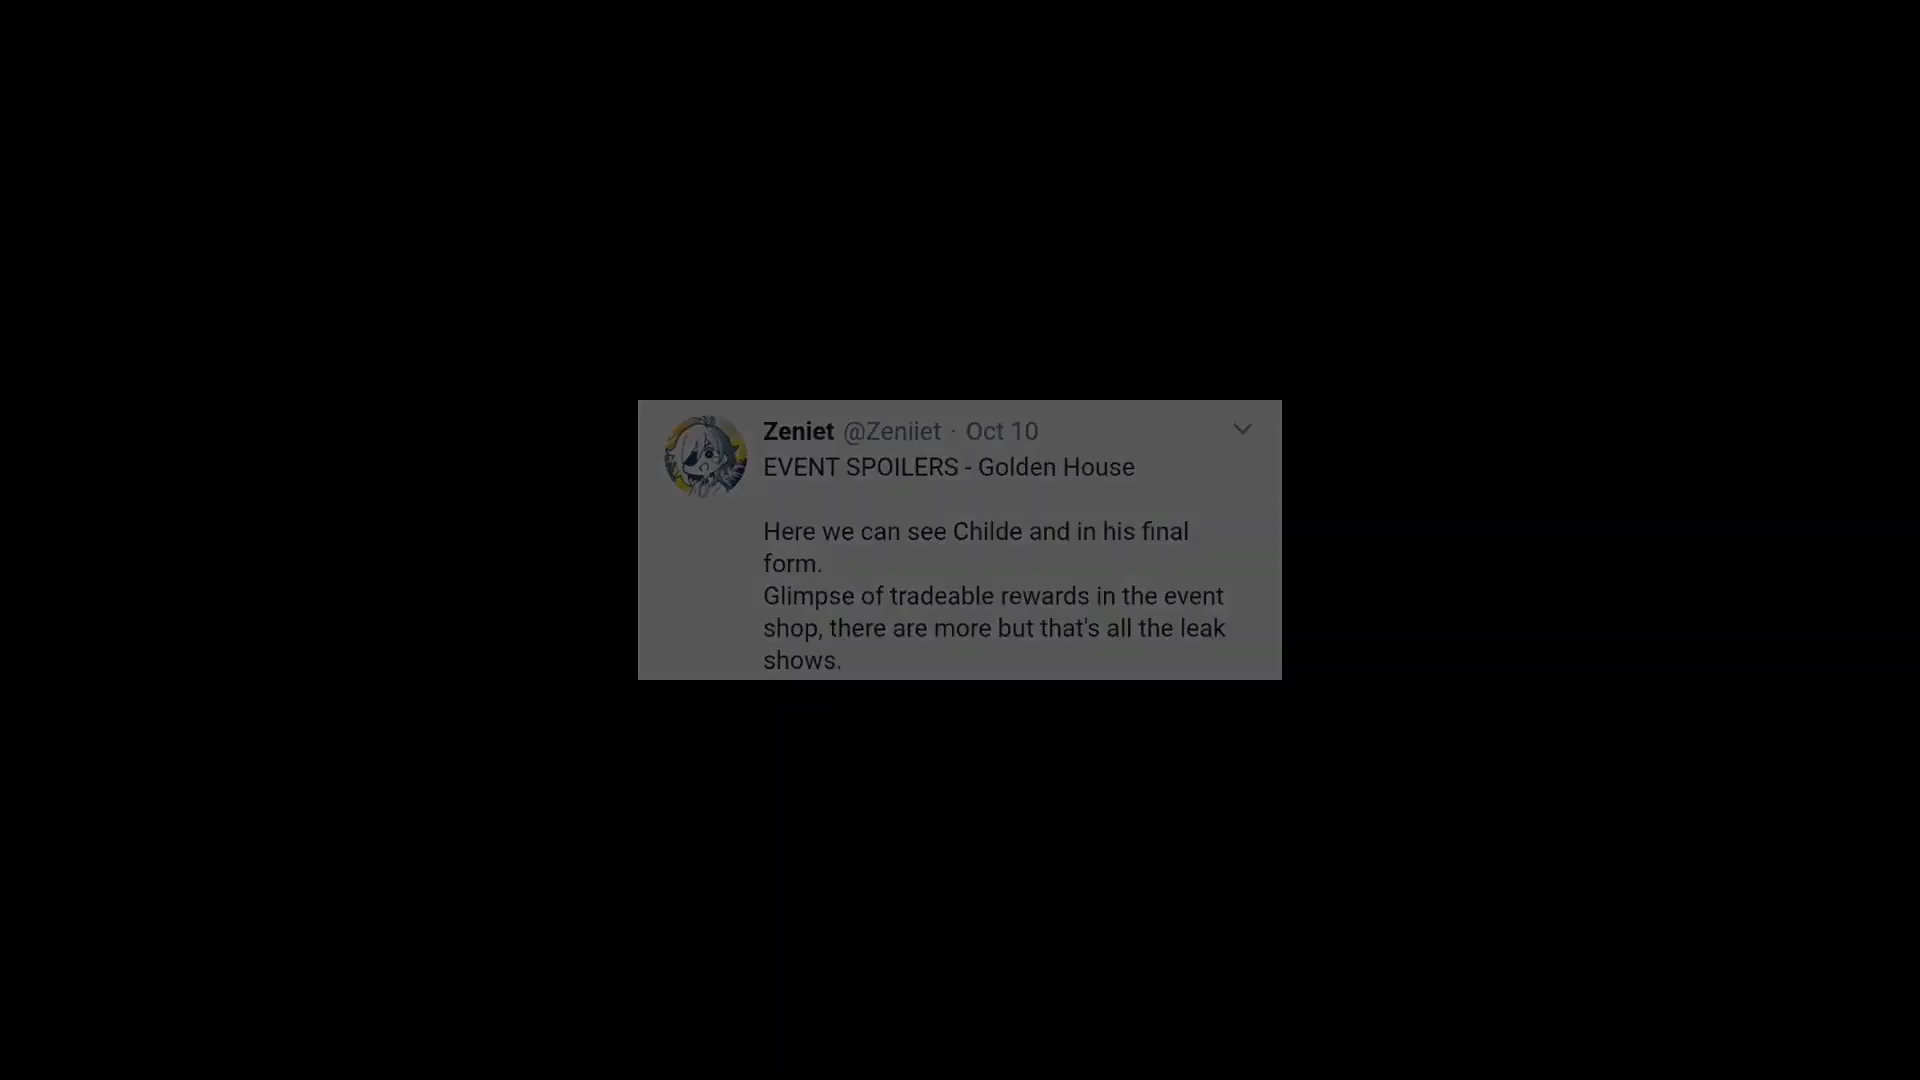 Zeniet @Zeniiet · Oct 10
EVENT SPOILERS - Golden House
Here we can see Childe and in his final
form.
Glimpse of tradeable rewards in the event
shop, there are more but that's all the leak
shows.